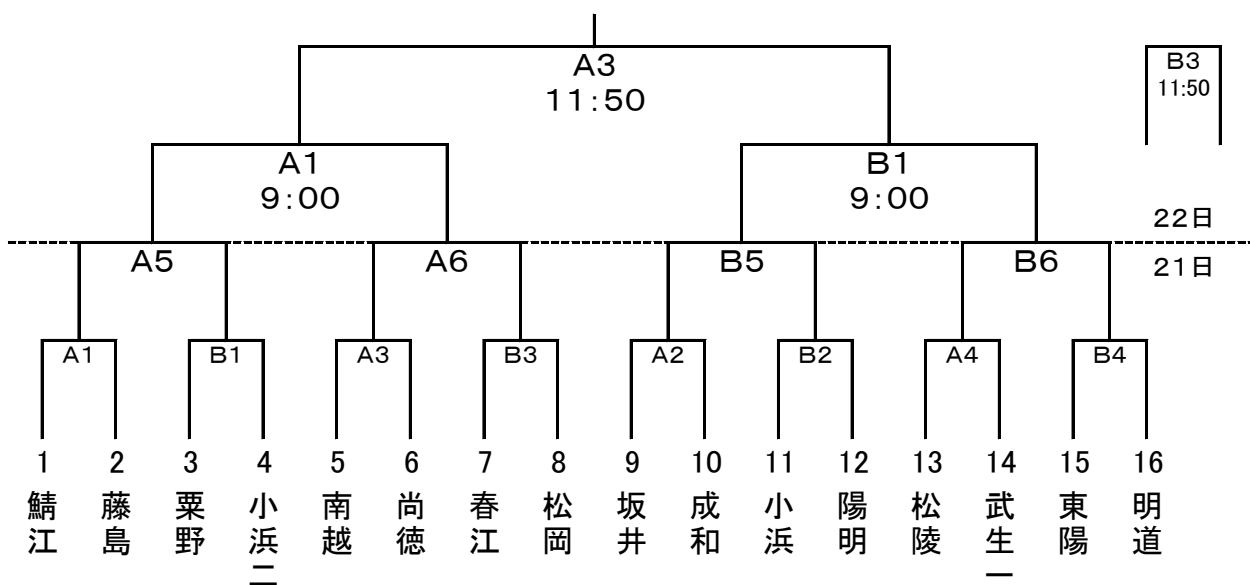 A3
11:50
B3
11:50
A1
9:00
B1
9:00
22日
A5
A6
B5
B6
21日
A1
B1
A3
B3
A2
B2
A4
B4
1
2
3
4
5
6
7
8
9
10
11
12
13
14
15
16
鯖江
藤島
粟野
小浜二
南越
尚徳
春江
松岡
坂井
成和
小浜
陽明
松陵
武生一
東陽
明道